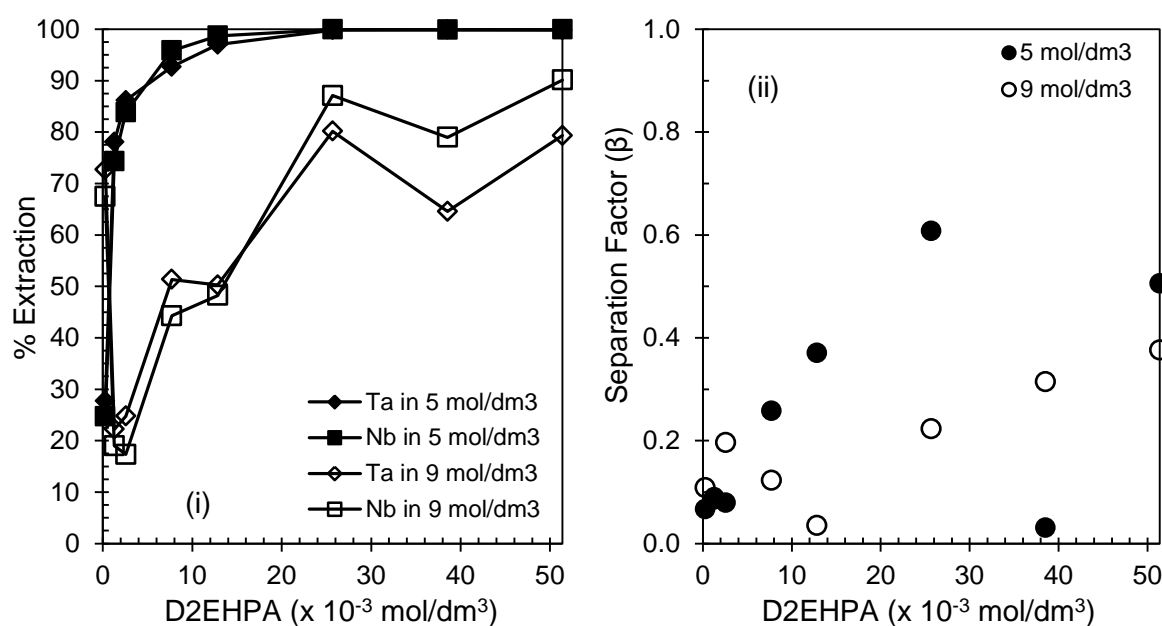 100
90
80
70
60
50
40
30
20
10
0
% Extraction
Ta in 5 mol/dm3
Nb in 5 mol/dm3
Ta in 9 mol/dm3
Nb in 9 mol/dm3
(i)
0 10 20 30 40 50
D2EHPA (x 10⁻³ mol/dm³)
1.0
0.8
0.6
0.4
0.2
0.0
Separation Factor (β)
5 mol/dm3
9 mol/dm3
(ii)
0 10 20 30 40 50
D2EHPA (x 10⁻³ mol/dm³)